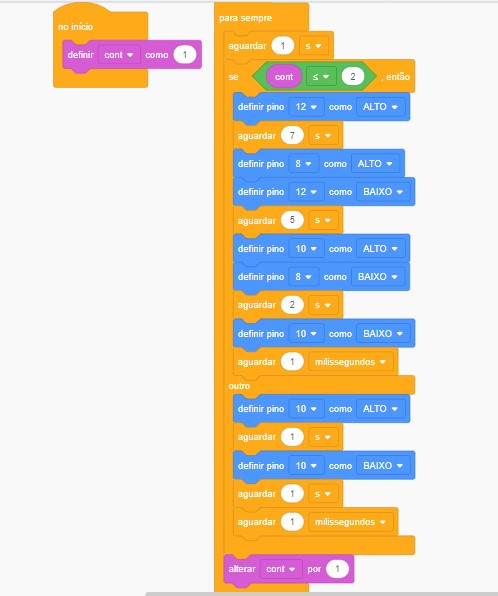 no início
definir cont como 1
para sempre
aguardar 1 s
se cont ≤ 2 , então
definir pino 12 como ALTO
aguardar 7 s
definir pino 8 como ALTO
definir pino 12 como BAIXO
aguardar 5 s
definir pino 10 como ALTO
definir pino 8 como BAIXO
aguardar 2 s
definir pino 10 como BAIXO
aguardar 1 milissegundos
outro
definir pino 10 como ALTO
aguardar 1 s
definir pino 10 como BAIXO
aguardar 1 s
aguardar 1 milissegundos
alterar cont por 1